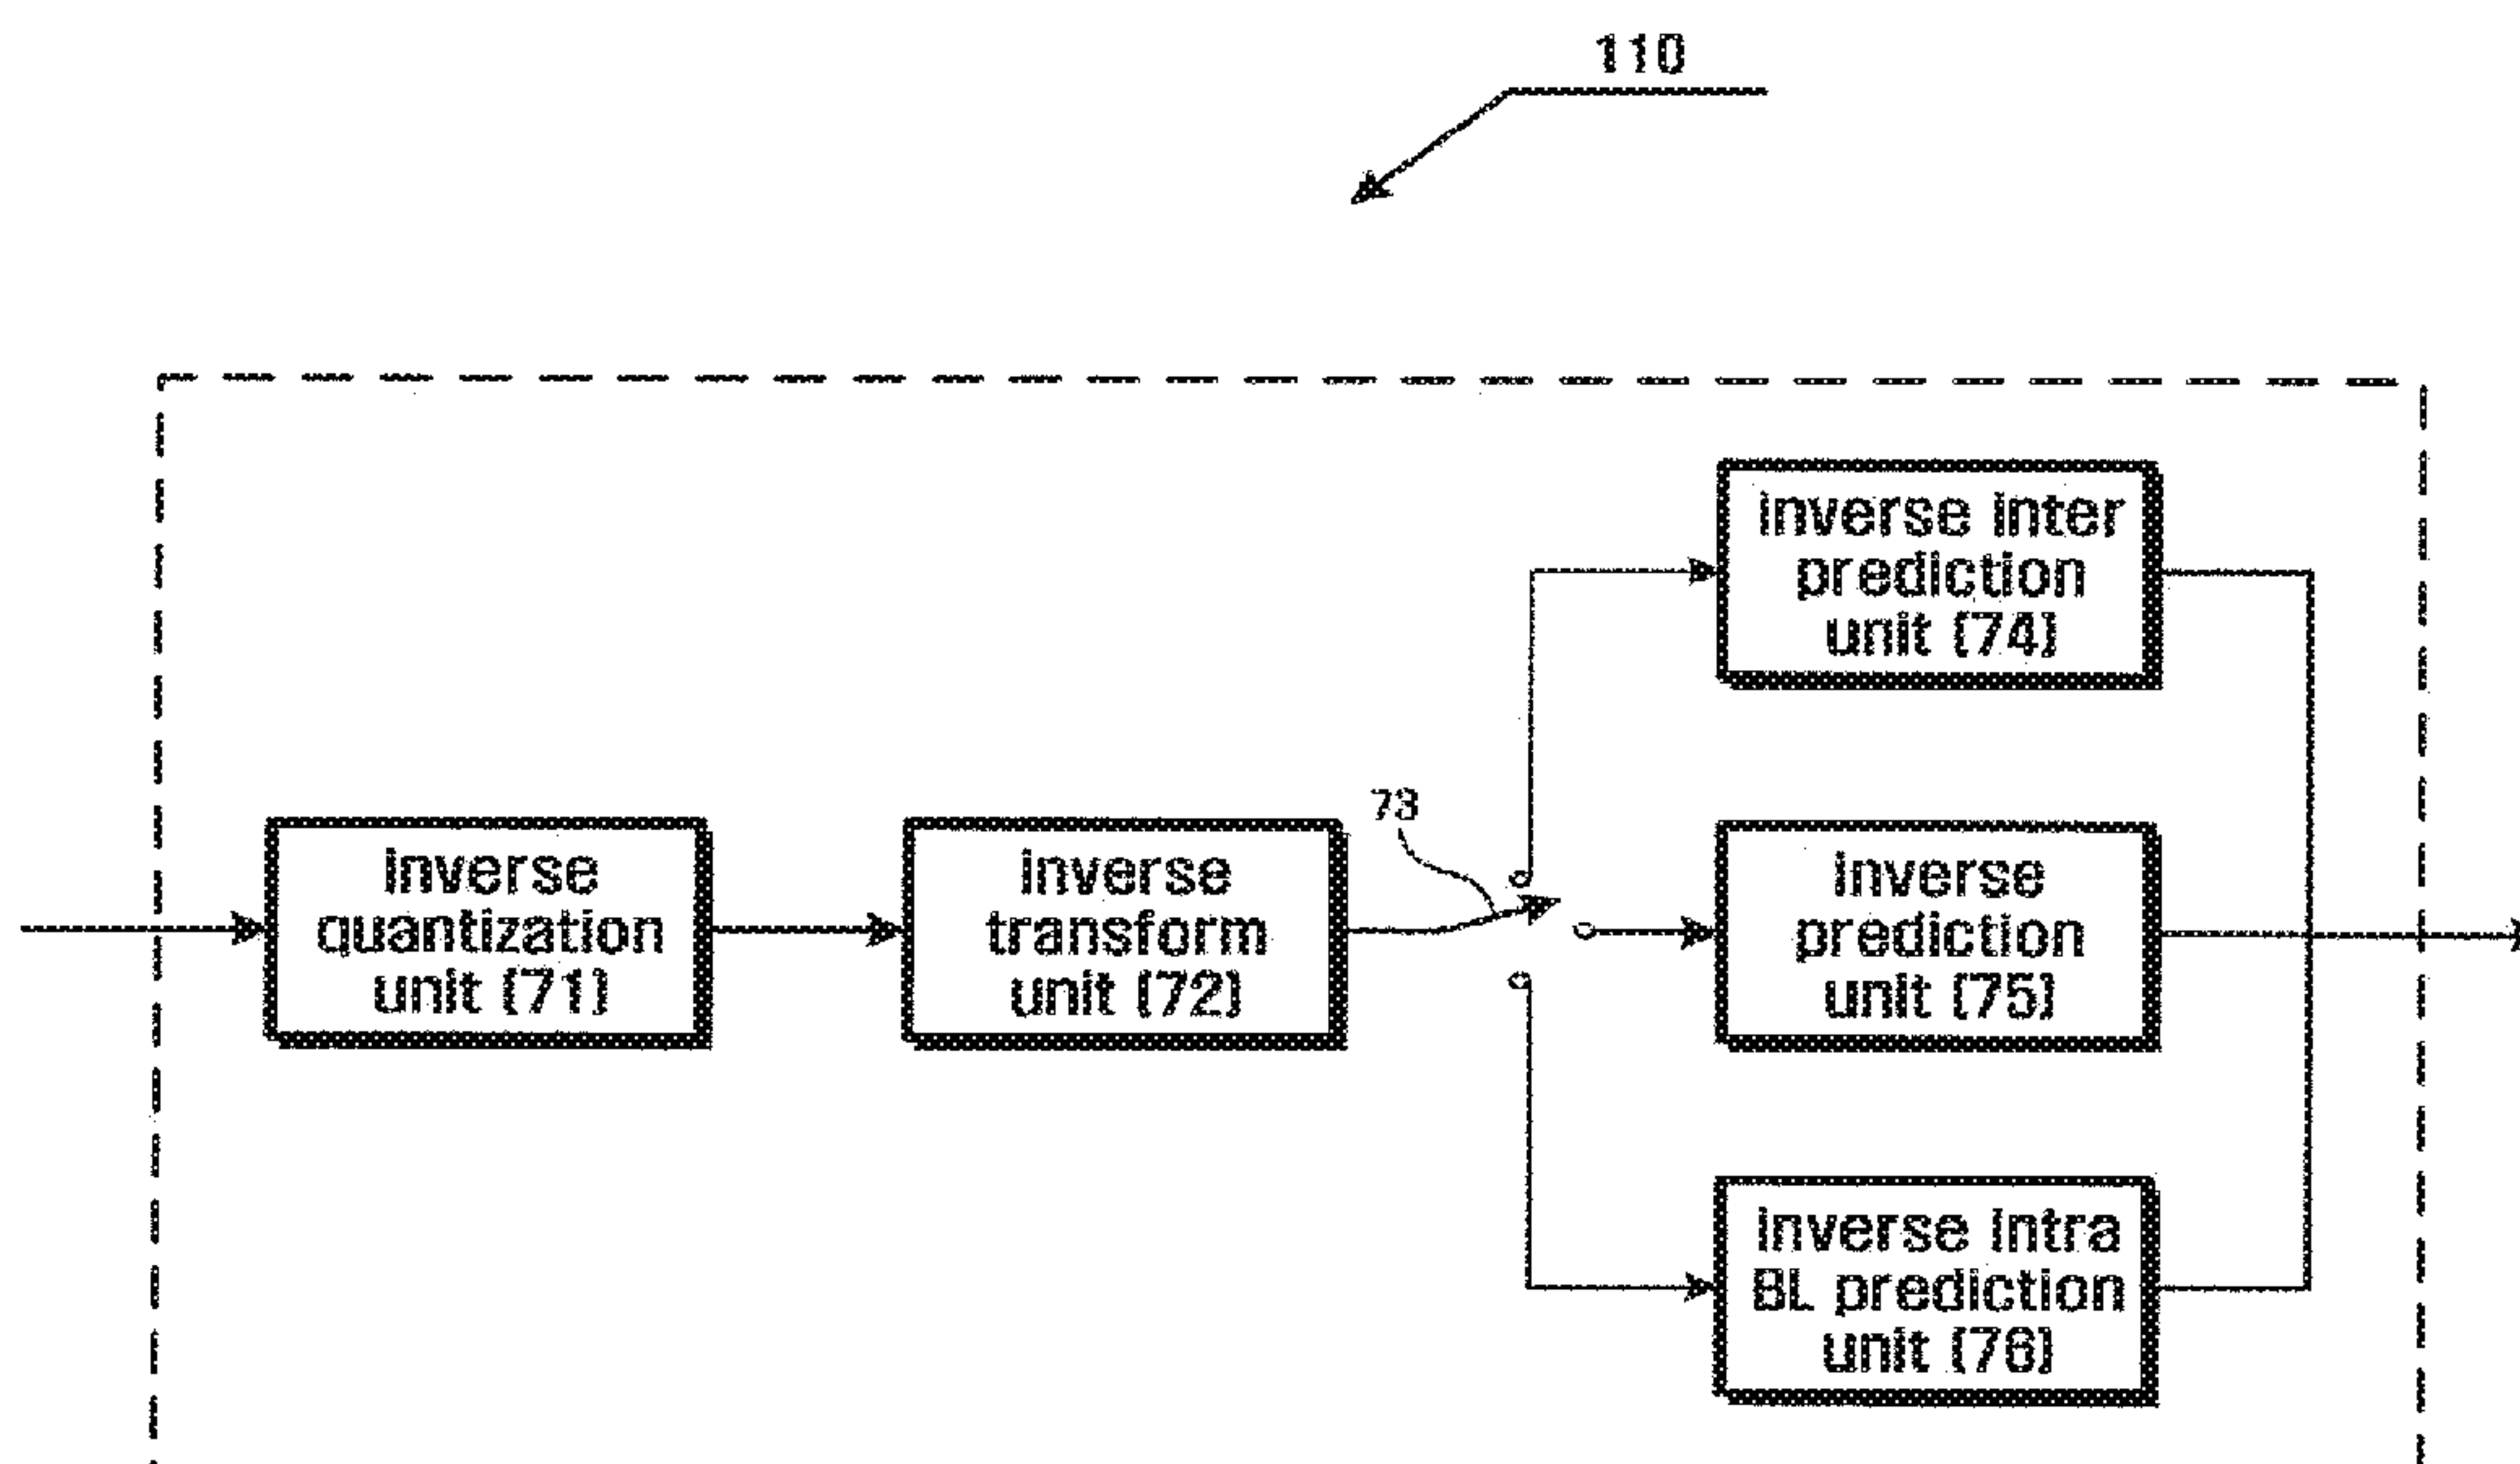 110
inverse inter
prediction
unit (74)
73
inverse
quantization
unit (71)
inverse
transform
unit (72)
inverse
prediction
unit (75)
inverse intra
BL prediction
unit (76)